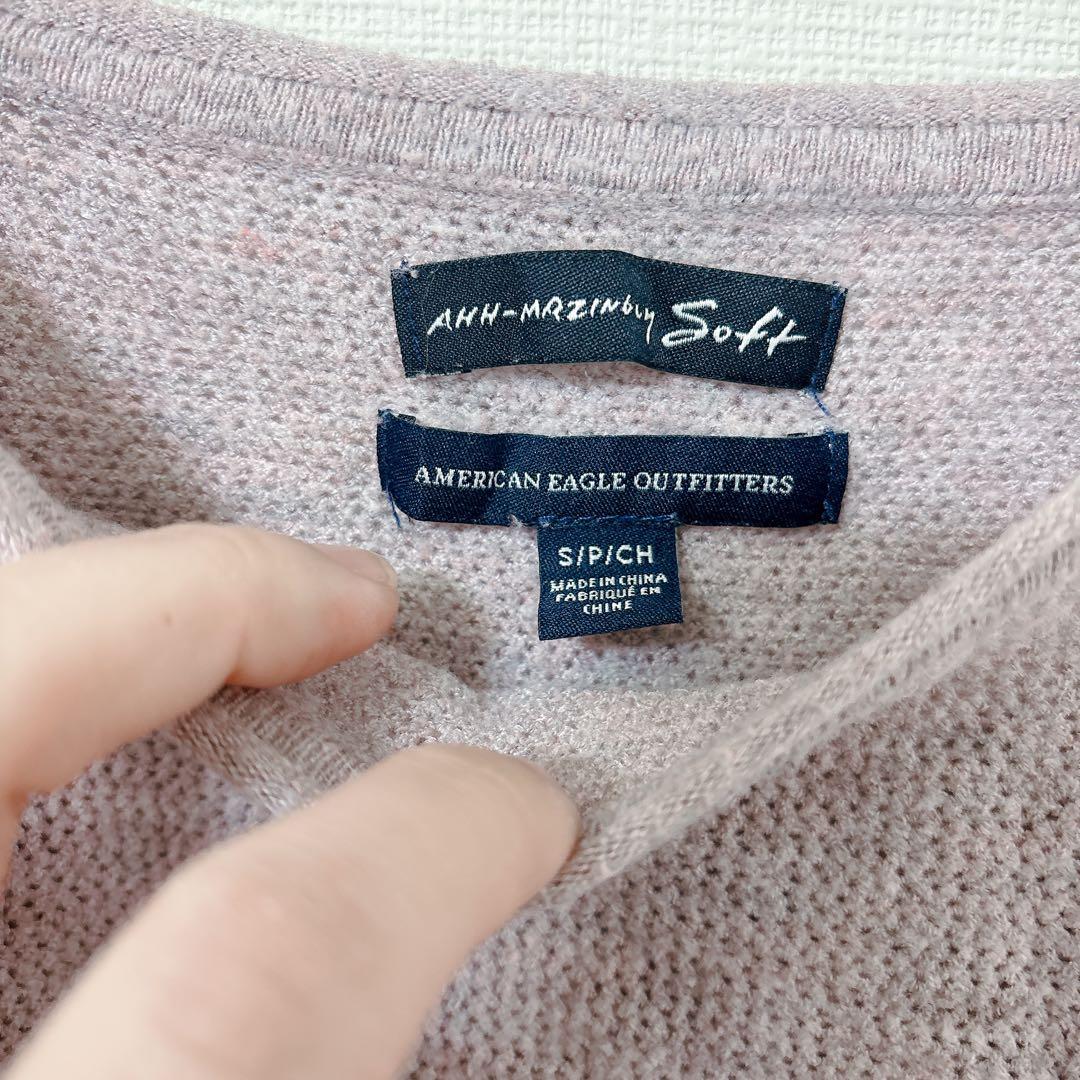 AHH-MAZINGLY Soft
AMERICAN EAGLE OUTFITTERS
S/P/CH
MADE IN CHINA
FABRIQUÉ EN
CHINE